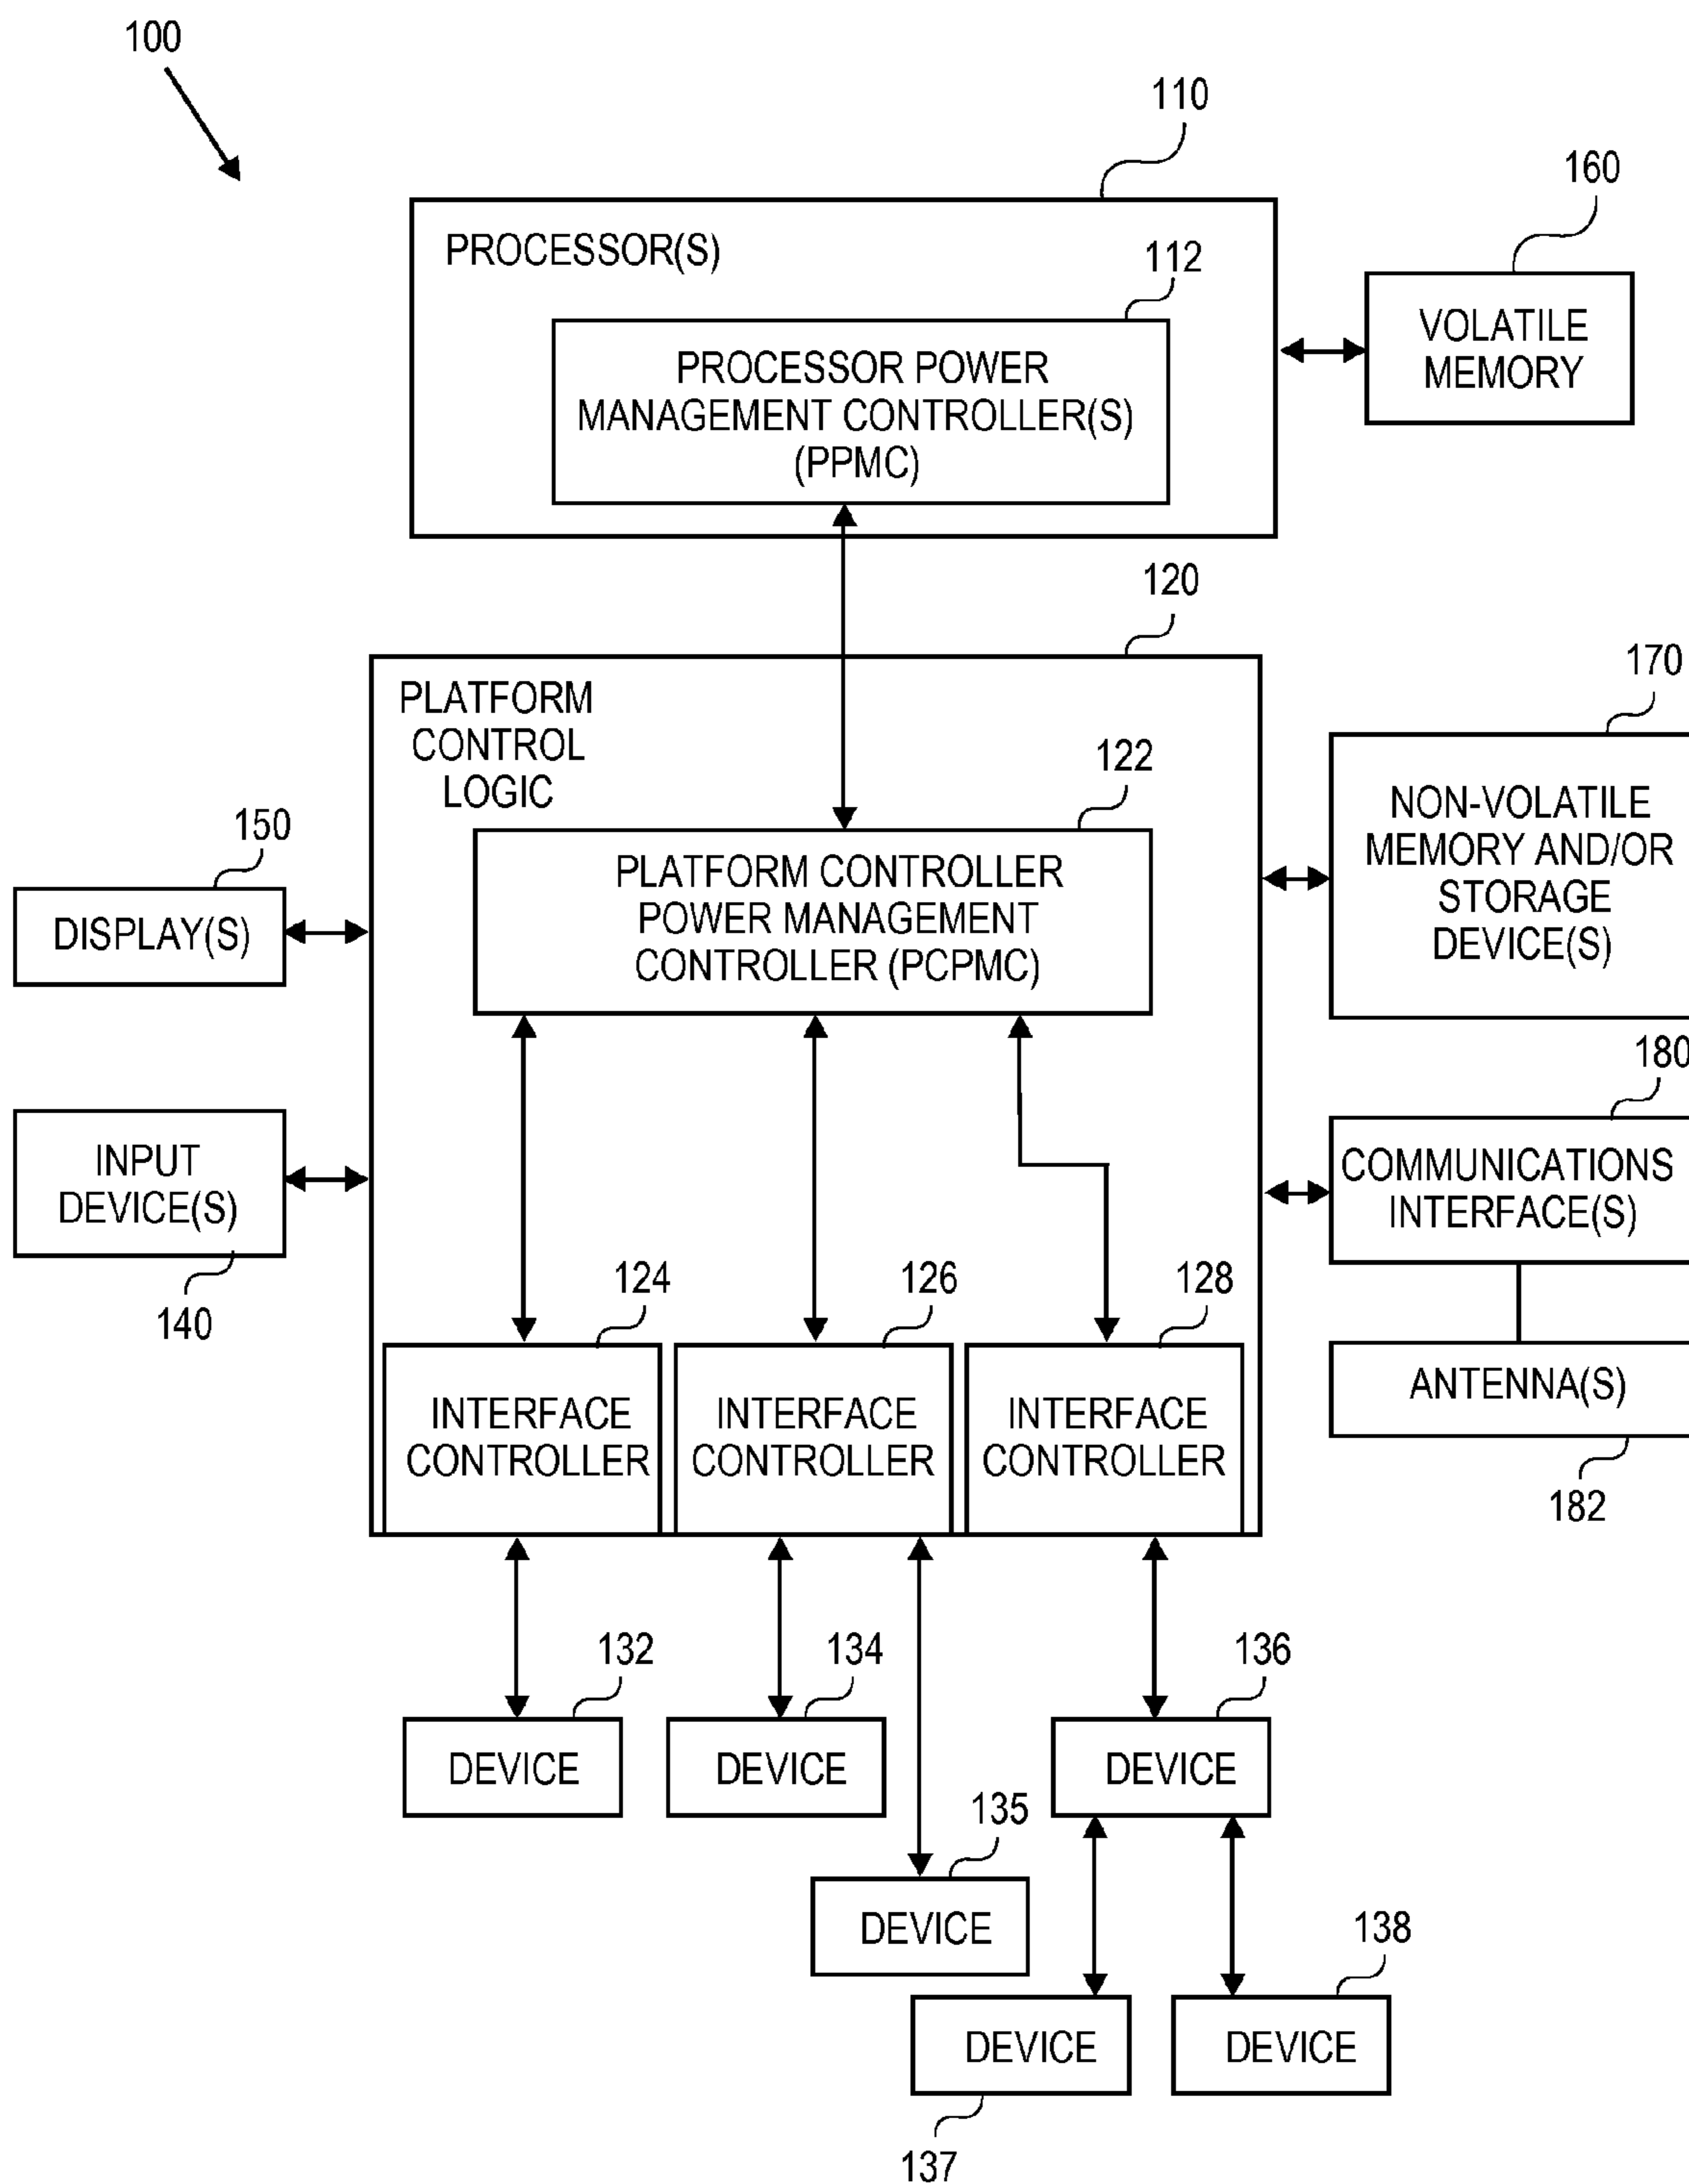 100
110
160
PROCESSOR(S)
112
PROCESSOR POWER
MANAGEMENT CONTROLLER(S)
(PPMC)
VOLATILE
MEMORY
120
170
PLATFORM
CONTROL
LOGIC
122
PLATFORM CONTROLLER
POWER MANAGEMENT
CONTROLLER (PCPMC)
NON-VOLATILE
MEMORY AND/OR
STORAGE
DEVICE(S)
150
DISPLAY(S)
180
INPUT
DEVICE(S)
140
COMMUNICATIONS
INTERFACE(S)
124
126
128
INTERFACE
CONTROLLER
INTERFACE
CONTROLLER
INTERFACE
CONTROLLER
ANTENNA(S)
182
132
134
136
DEVICE
DEVICE
DEVICE
135
DEVICE
138
DEVICE
DEVICE
137